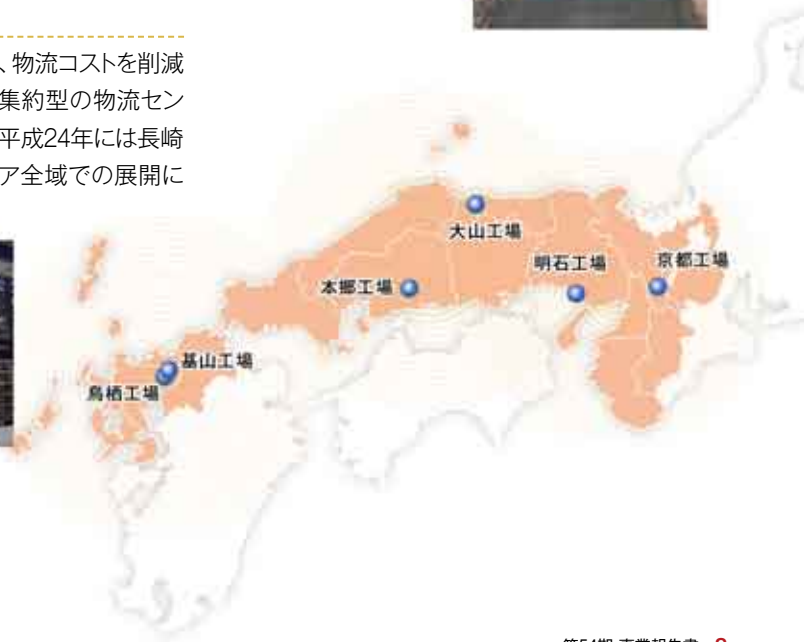 、物流コストを削減
集約型の物流セン
平成24年には長崎
ア全域での展開に
大山工場
明石工場
京都工場
本郷工場
基山工場
鳥栖工場